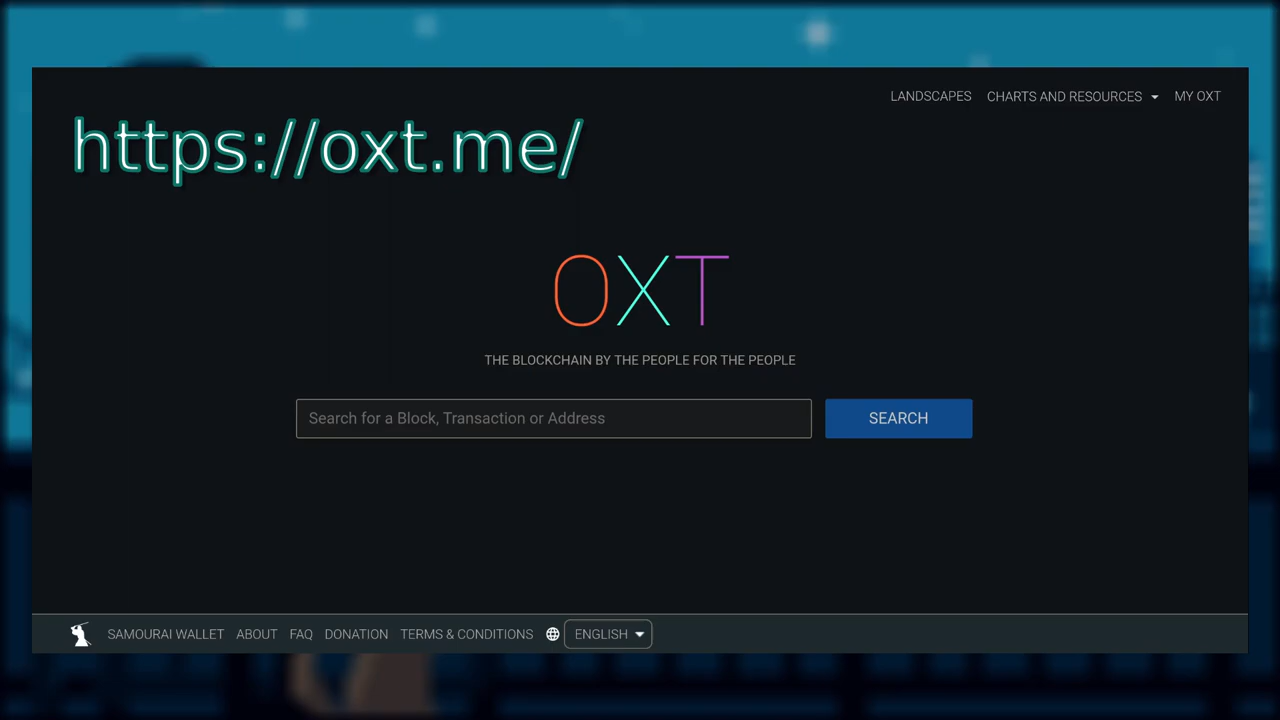 LANDSCAPES CHARTS AND RESOURCES MY OXT
https://oxt.me/
OXT
THE BLOCKCHAIN BY THE PEOPLE FOR THE PEOPLE
Search for a Block, Transaction or Address SEARCH
SAMOURAI WALLET ABOUT FAQ DONATION TERMS & CONDITIONS ENGLISH